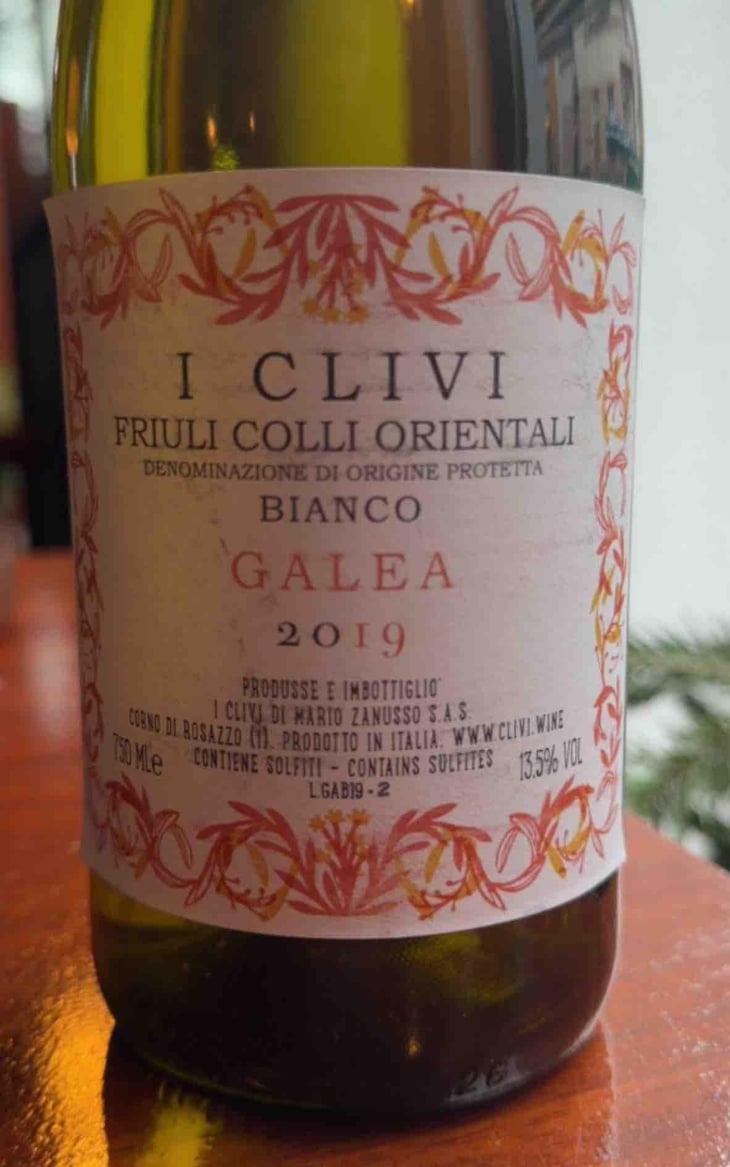 I CLIVI
FRIULI COLLI ORIENTALI
DENOMINAZIONE DI ORIGINE PROTETTA
BIANCO
GALEA
2019
PRODUSSE E IMBOTTIGLIO'
I CLIVI DI MARIO ZANUSSO S.A.S.
CORNO DI ROSAZZO (I). PRODOTTO IN ITALIA. WWW.CLIVI.WINE
750 MLe CONTIENE SOLFITI - CONTAINS SULFITES 13.5% VOL
L.GAB19-2
26